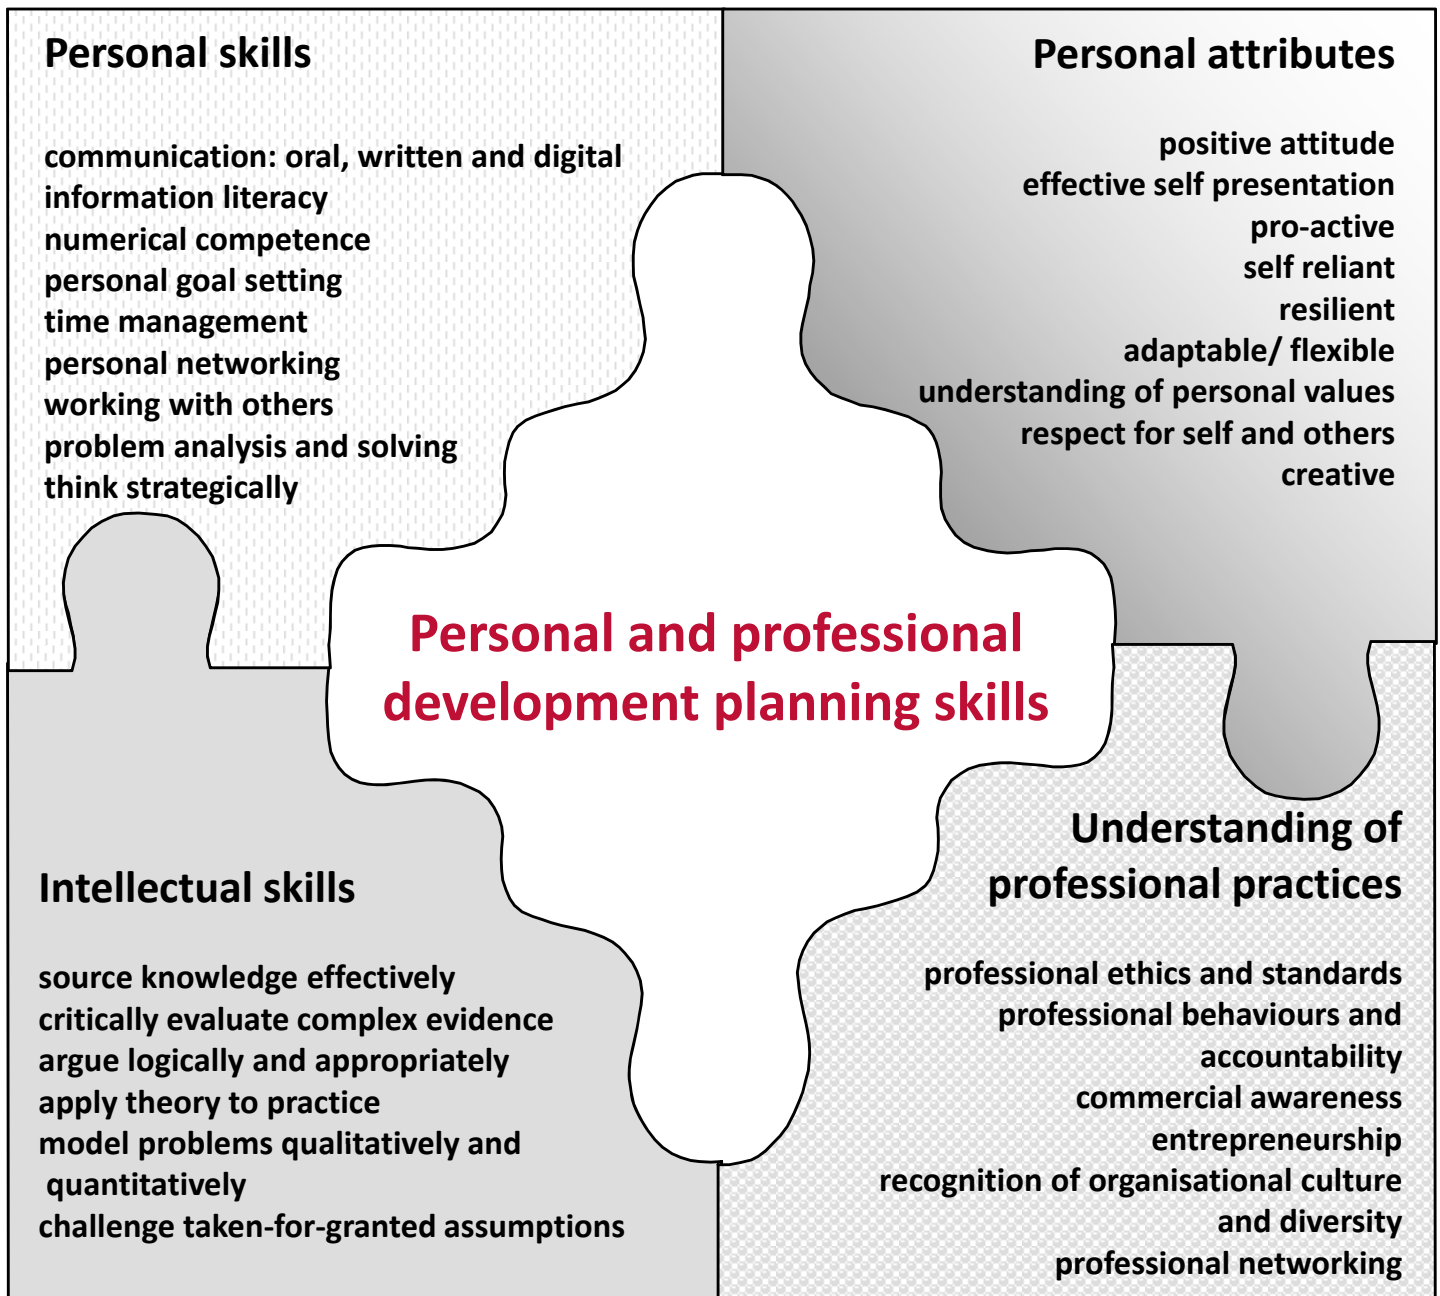 Personal skills
communication: oral, written and digital
information literacy
numerical competence
personal goal setting
time management
personal networking
working with others
problem analysis and solving
think strategically
Personal attributes
positive attitude
effective self presentation
pro-active
self reliant
resilient
adaptable/ flexible
understanding of personal values
respect for self and others
creative
Personal and professional
development planning skills
Intellectual skills
source knowledge effectively
critically evaluate complex evidence
argue logically and appropriately
apply theory to practice
model problems qualitatively and
quantitatively
challenge taken-for-granted assumptions
Understanding of
professional practices
professional ethics and standards
professional behaviours and
accountability
commercial awareness
entrepreneurship
recognition of organisational culture
and diversity
professional networking